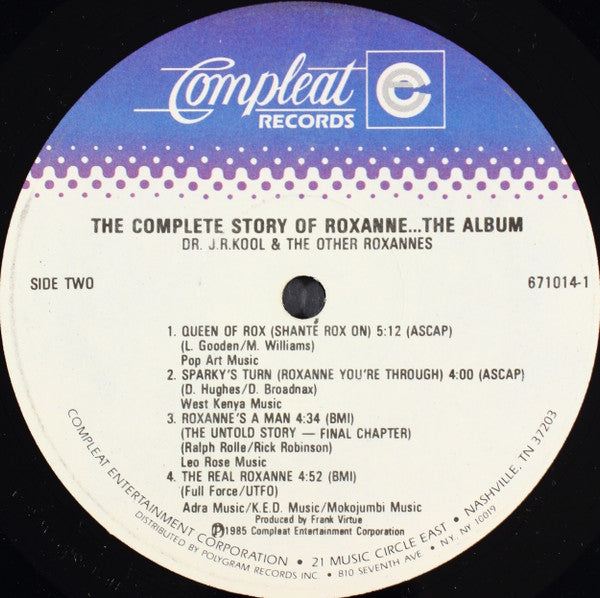 Compleat
RECORDS
THE COMPLETE STORY OF ROXANNE...THE ALBUM
DR. J.R.KOOL & THE OTHER ROXANNES
SIDE TWO
671014-1
1. QUEEN OF ROX (SHANTÉ ROX ON) 5:12 (ASCAP)
(L. Gooden/M. Williams)
Pop Art Music
2. SPARKY'S TURN (ROXANNE YOU'RE THROUGH) 4:00 (ASCAP)
(D. Hughes/D. Broadnax)
West Kenya Music
3. ROXANNE'S A MAN 4:34 (BMI)
(THE UNTOLD STORY — FINAL CHAPTER)
(Ralph Rolle/Rick Robinson)
Leo Rose Music
4. THE REAL ROXANNE 4:52 (BMI)
(Full Force/UTFO)
Adra Music/K.E.D. Music/Mokojumbi Music
Produced by Frank Virtue
℗1985 Compleat Entertainment Corporation
COMPLEAT ENTERTAINMENT CORPORATION • 21 MUSIC CIRCLE EAST • NASHVILLE, TN 37203
DISTRIBUTED BY POLYGRAM RECORDS INC • 810 SEVENTH AVE • N.Y. NY. 10019